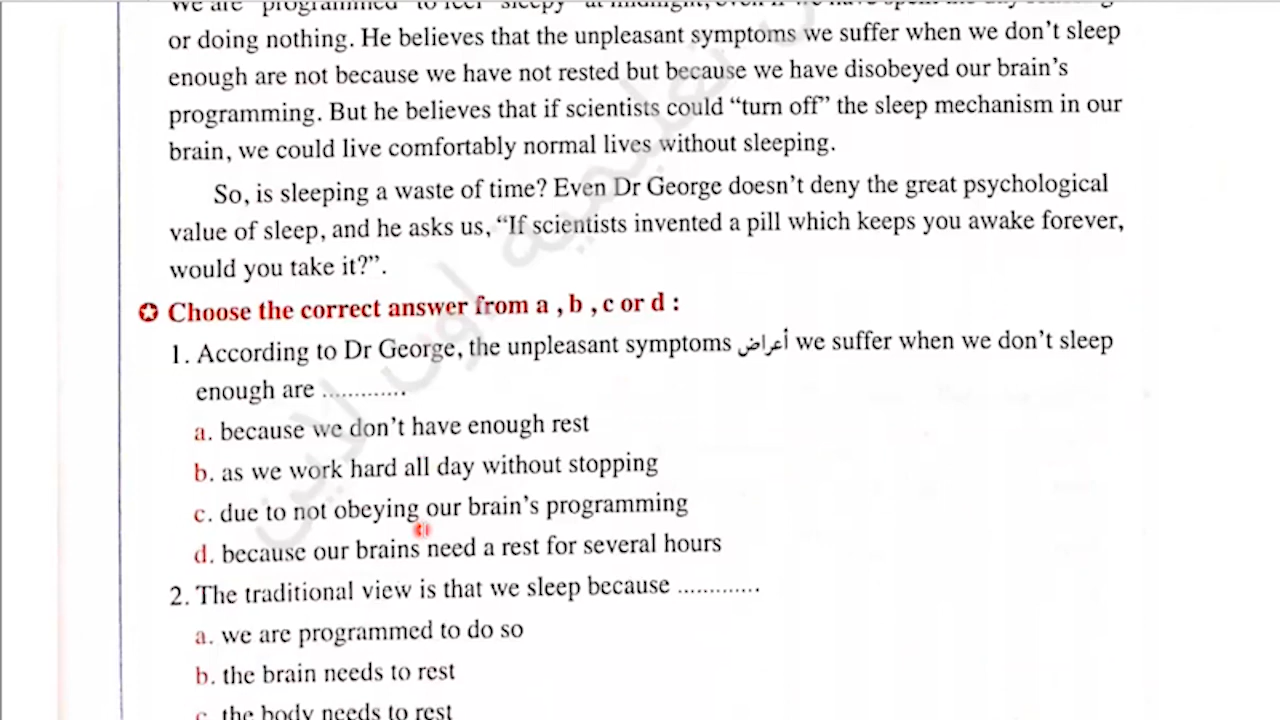 or doing nothing. He believes that the unpleasant symptoms we suffer when we don't sleep
enough are not because we have not rested but because we have disobeyed our brain's
programming. But he believes that if scientists could “turn off” the sleep mechanism in our
brain, we could live comfortably normal lives without sleeping.
So, is sleeping a waste of time? Even Dr George doesn't deny the great psychological
value of sleep, and he asks us, “If scientists invented a pill which keeps you awake forever,
would you take it?”.
Choose the correct answer from a , b , c or d :
1. According to Dr George, the unpleasant symptoms أعراض we suffer when we don't sleep
enough are .............
a. because we don't have enough rest
b. as we work hard all day without stopping
c. due to not obeying our brain's programming
d. because our brains need a rest for several hours
2. The traditional view is that we sleep because .............
a. we are programmed to do so
b. the brain needs to rest
c. the body needs to rest